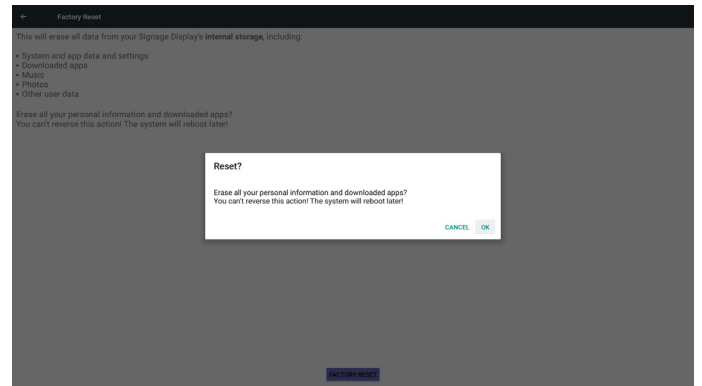 ← Factory Reset
This will erase all data from your Signage Display's internal storage, including:
• System and app data and settings
• Downloaded apps
• Music
• Photos
• Other user data
Erase all your personal information and downloaded apps?
You can't reverse this action! The system will reboot later!
Reset?
Erase all your personal information and downloaded apps?
You can't reverse this action! The system will reboot later!
CANCEL OK
FACTORY RESET